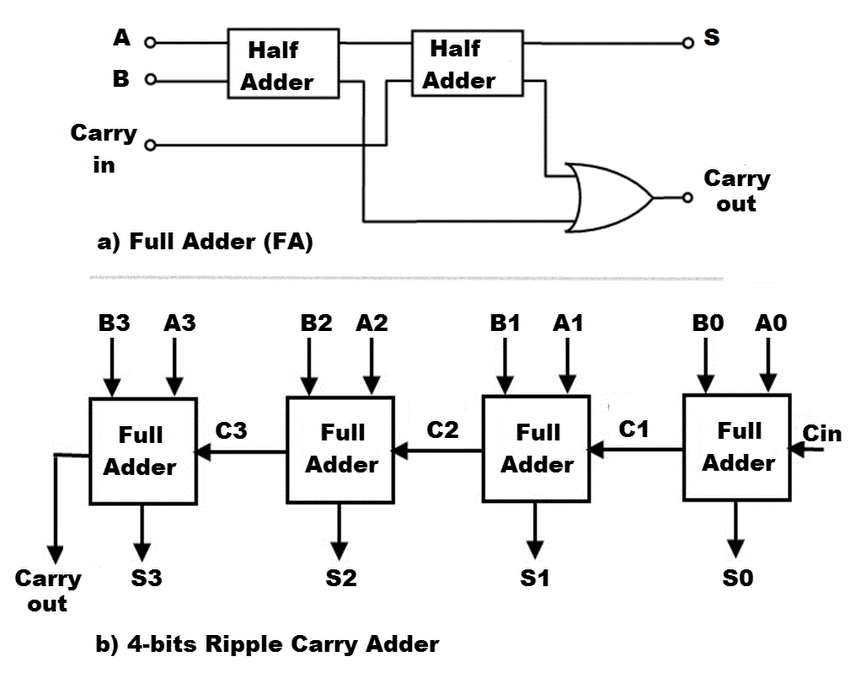 A
Half
Adder
Half
Adder
S
B
Carry
in
Carry
out
a) Full Adder (FA)
B3 A3 B2 A2 B1 A1 B0 A0
Full
Adder
C3
Full
Adder
C2
Full
Adder
C1
Full
Adder
Cin
Carry
out
S3 S2 S1 S0
b) 4-bits Ripple Carry Adder